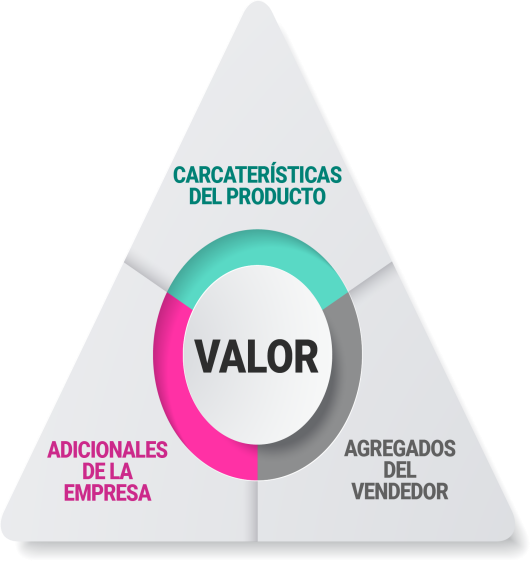 CARCATERÍSTICAS
DEL PRODUCTO
VALOR
ADICIONALES
DE LA
EMPRESA
AGREGADOS
DEL
VENDEDOR